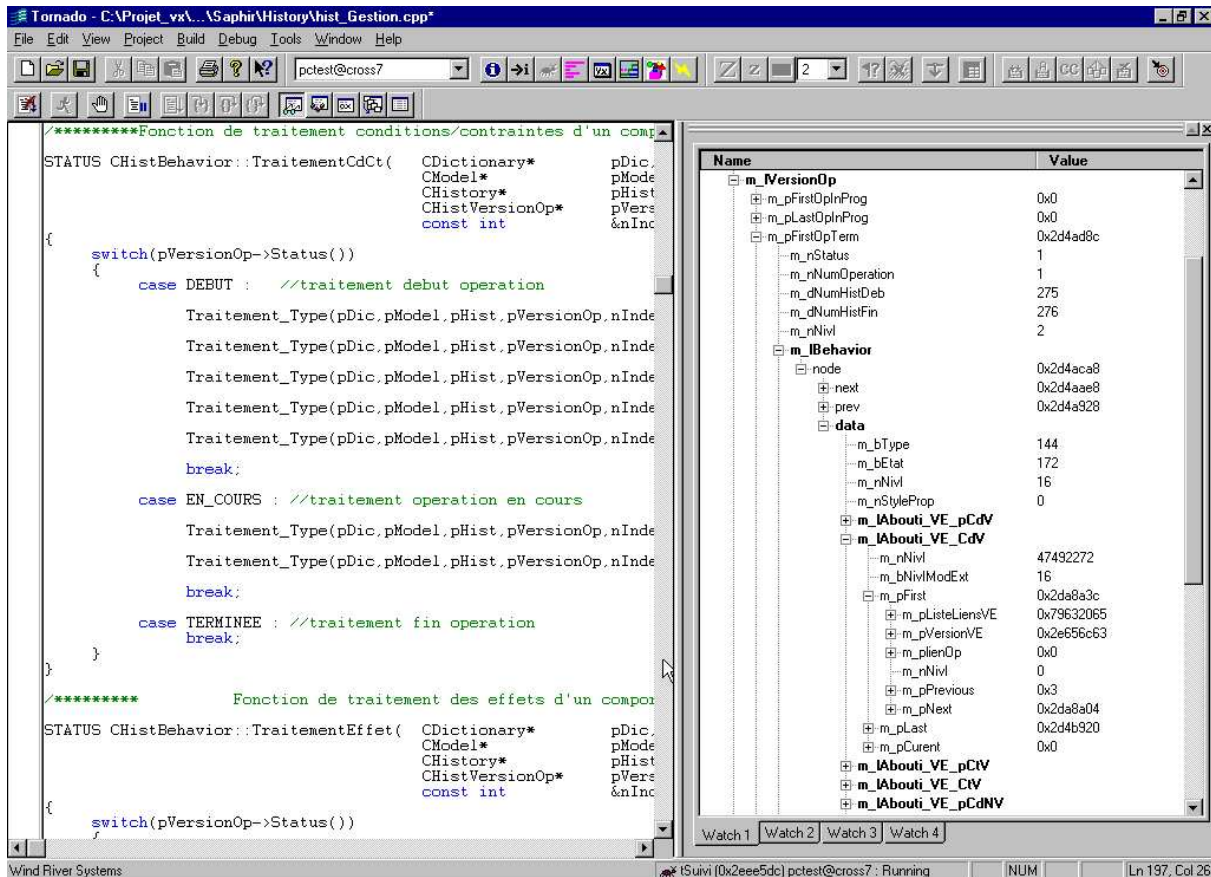 Tornado - C:\Projet_vx\...\Saphir\History\hist_Gestion.cpp*
File Edit View Project Build Debug Tools Window Help
pctest@cross7
2
/*********Fonction de traitement conditions/contraintes d'un comp
STATUS CHistBehavior::TraitementCdCt( CDictionary* pDic,
CModel* pMode
CHistory* pHist
CHistVersionOp* pVers
const int &nInd
{
switch(pVersionOp->Status())
{
case DEBUT : //traitement debut operation
Traitement_Type(pDic,pModel,pHist,pVersionOp,nInde
Traitement_Type(pDic,pModel,pHist,pVersionOp,nInde
Traitement_Type(pDic,pModel,pHist,pVersionOp,nInde
Traitement_Type(pDic,pModel,pHist,pVersionOp,nInde
Traitement_Type(pDic,pModel,pHist,pVersionOp,nInde
break;
case EN_COURS : //traitement operation en cours
Traitement_Type(pDic,pModel,pHist,pVersionOp,nInde
Traitement_Type(pDic,pModel,pHist,pVersionOp,nInde
break;
case TERMINEE : //traitement fin operation
break;
}
}
/********* Fonction de traitement des effets d'un compor
STATUS CHistBehavior::TraitementEffet( CDictionary* pDic,
CModel* pMode
CHistory* pHist
CHistVersionOp* pVers
const int &nInd
{
switch(pVersionOp->Status())
{
Name Value
m_lVersionOp
m_pFirstOpInProg 0x0
m_pLastOpInProg 0x0
m_pFirstOpTerm 0x2d4ad8c
m_nStatus 1
m_nNumOperation 1
m_dNumHistDeb 275
m_dNumHistFin 276
m_nNivI 2
m_lBehavior
node 0x2d4aca8
next 0x2d4aae8
prev 0x2d4a928
data
m_bType 144
m_bEtat 172
m_nNivI 16
m_nStyleProp 0
m_lAbouti_VE_pCdV
m_lAbouti_VE_CdV
m_nNivI 47492272
m_bNivIModExt 16
m_pFirst 0x2da8a3c
m_pListeLiensVE 0x79632065
m_pVersionVE 0x2e656c63
m_plienOp 0x0
m_nNivI 0
m_pPrevious 0x3
m_pNext 0x2da8a04
m_pLast 0x2d4b920
m_pCurent 0x0
m_lAbouti_VE_pCtV
m_lAbouti_VE_CtV
m_lAbouti_VE_pCdNV
Watch 1 Watch 2 Watch 3 Watch 4
Wind River Systems
tSuivi (0x2eee5dc) pctest@cross7 : Running NUM Ln 197, Col 26